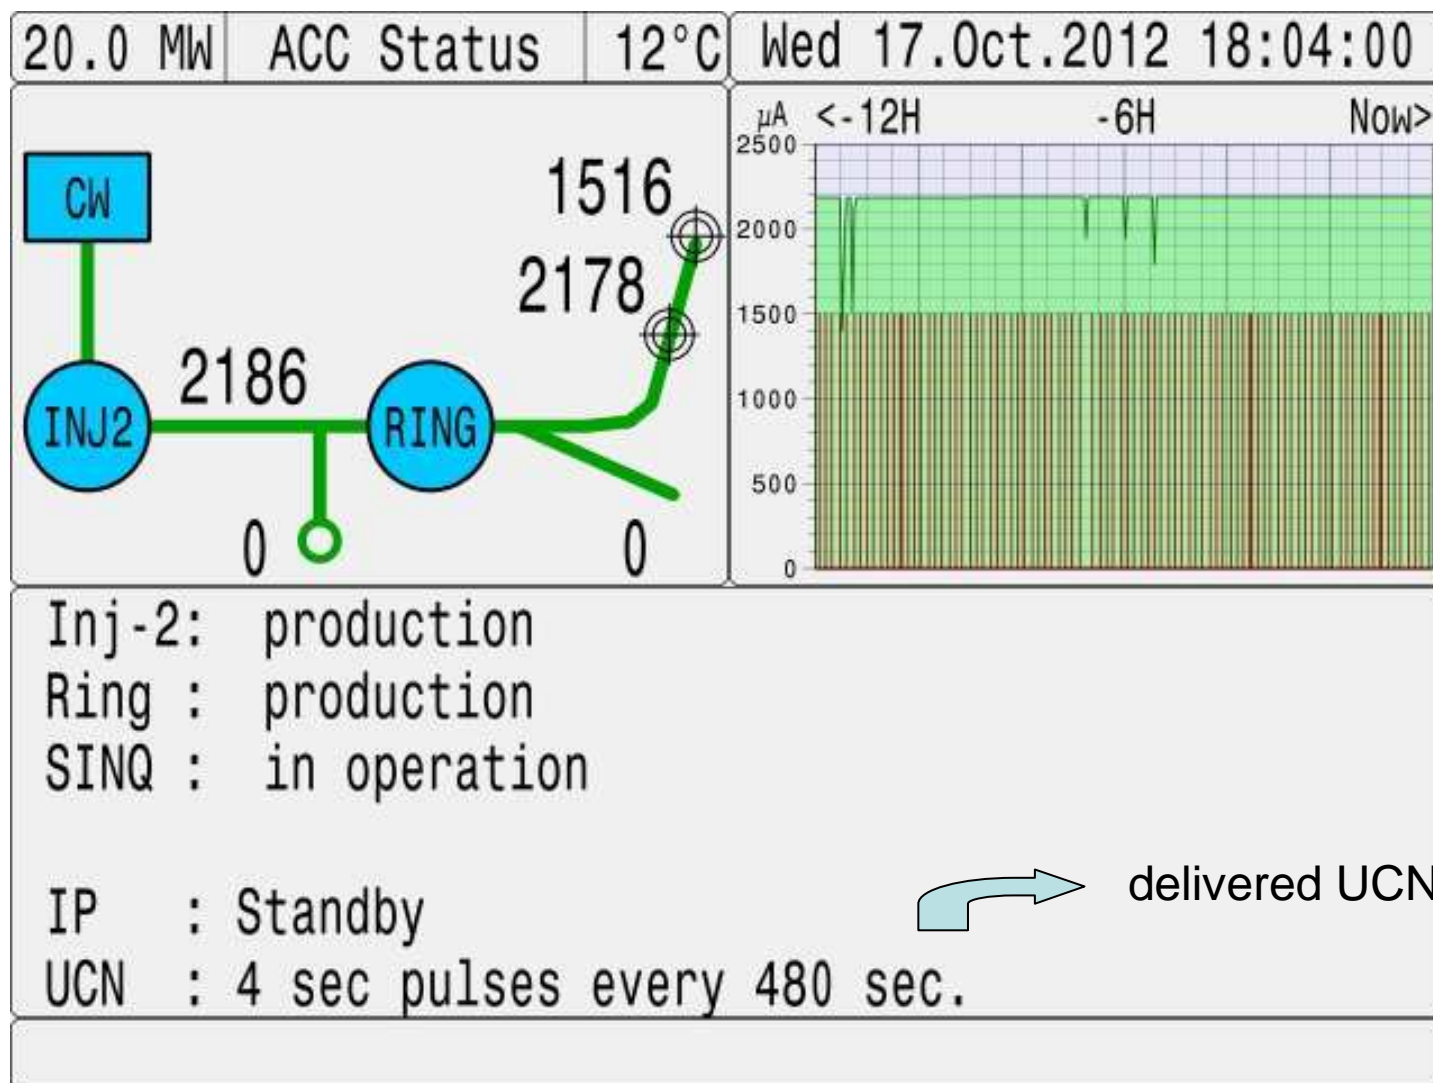 20.0 MW ACC Status 12°C Wed 17.Oct.2012 18:04:00
CW
1516
2178
2186
INJ2
RING
0
0
µA <-12H -6H Now>
2500
2000
1500
1000
500
0
Inj-2: production
Ring : production
SINQ : in operation
delivered UCN
IP : Standby
UCN : 4 sec pulses every 480 sec.